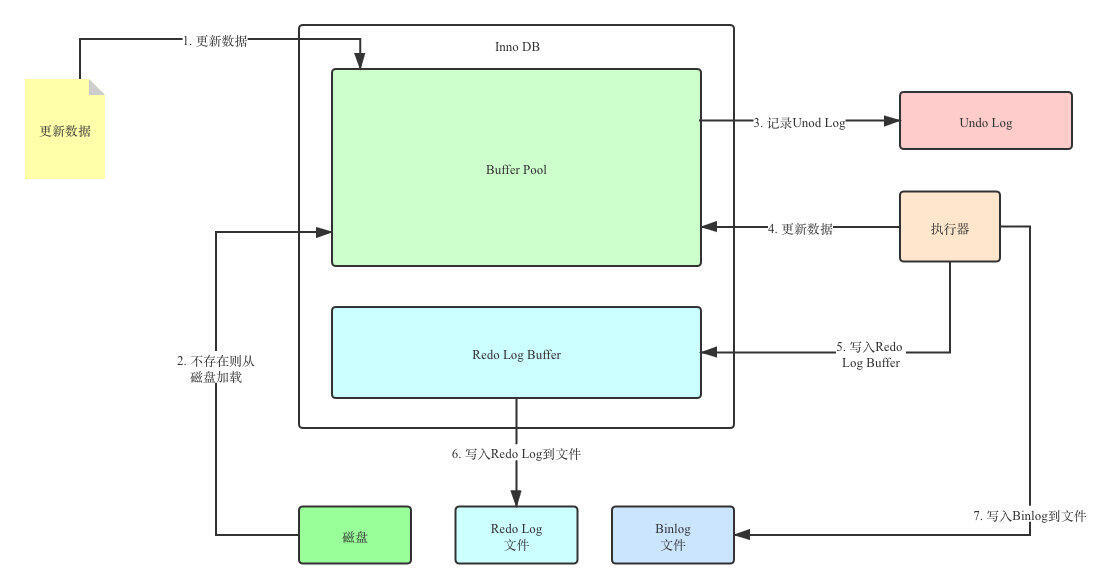 1. 更新数据
Inno DB
更新数据
Buffer Pool
3. 记录Unod Log
Undo Log
4. 更新数据
执行器
2. 不存在则从
磁盘加载
Redo Log Buffer
5. 写入Redo
Log Buffer
6. 写入Redo Log到文件
7. 写入Binlog到文件
磁盘
Redo Log
文件
Binlog
文件